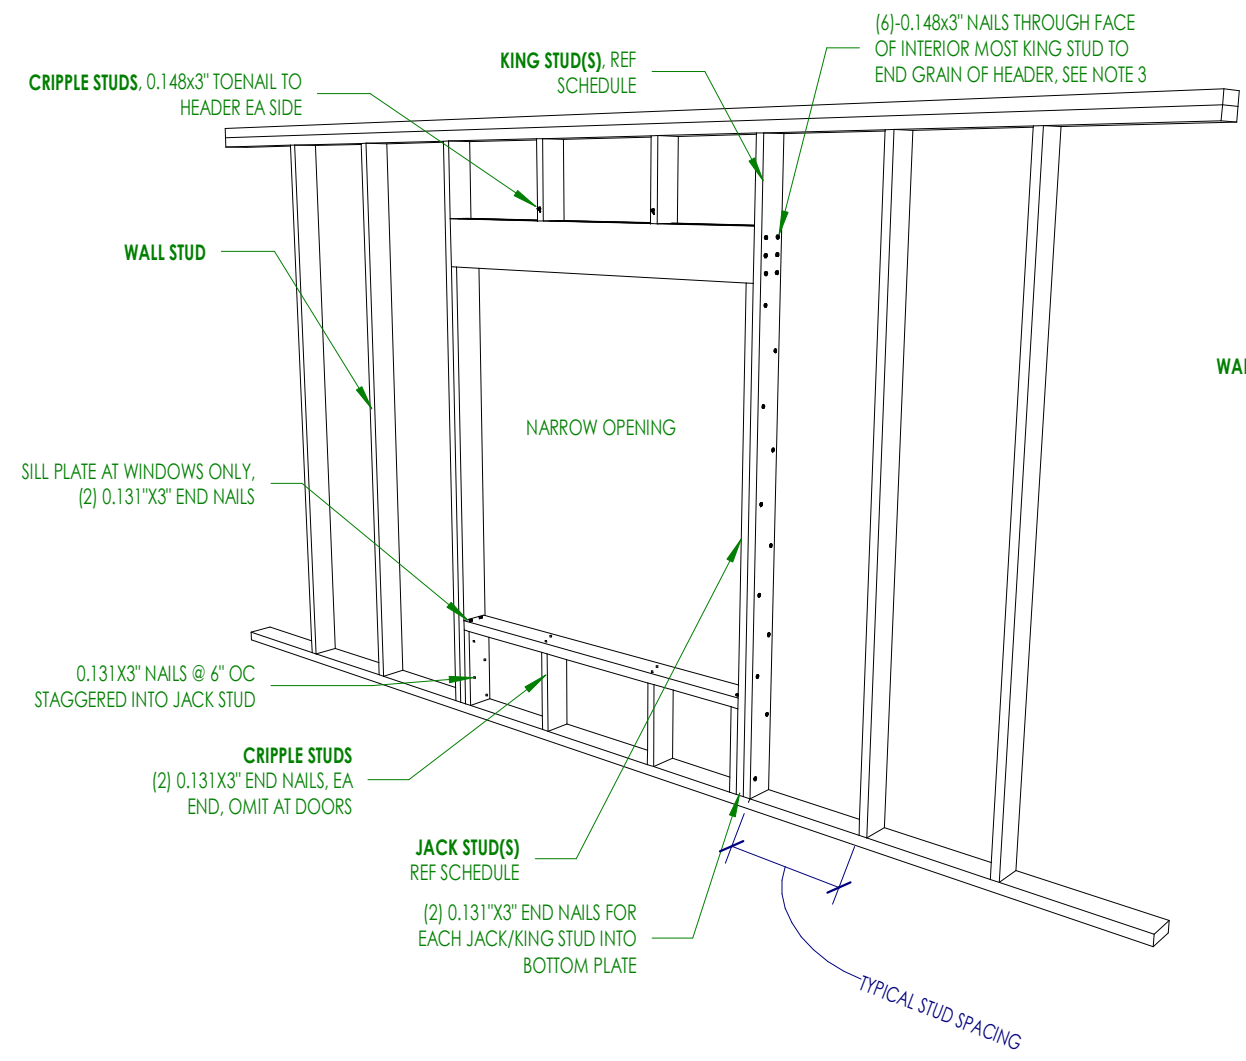 (6)-0.148x3" NAILS THROUGH FACE
OF INTERIOR MOST KING STUD TO
END GRAIN OF HEADER, SEE NOTE 3
KING STUD(S), REF
SCHEDULE
CRIPPLE STUDS, 0.148x3" TOENAIL TO
HEADER EA SIDE
WALL STUD
NARROW OPENING
SILL PLATE AT WINDOWS ONLY,
(2) 0.131"X3" END NAILS
0.131X3" NAILS @ 6" OC
STAGGERED INTO JACK STUD
CRIPPLE STUDS
(2) 0.131X3" END NAILS, EA
END, OMIT AT DOORS
JACK STUD(S)
REF SCHEDULE
(2) 0.131"X3" END NAILS FOR
EACH JACK/KING STUD INTO
BOTTOM PLATE
TYPICAL STUD SPACING